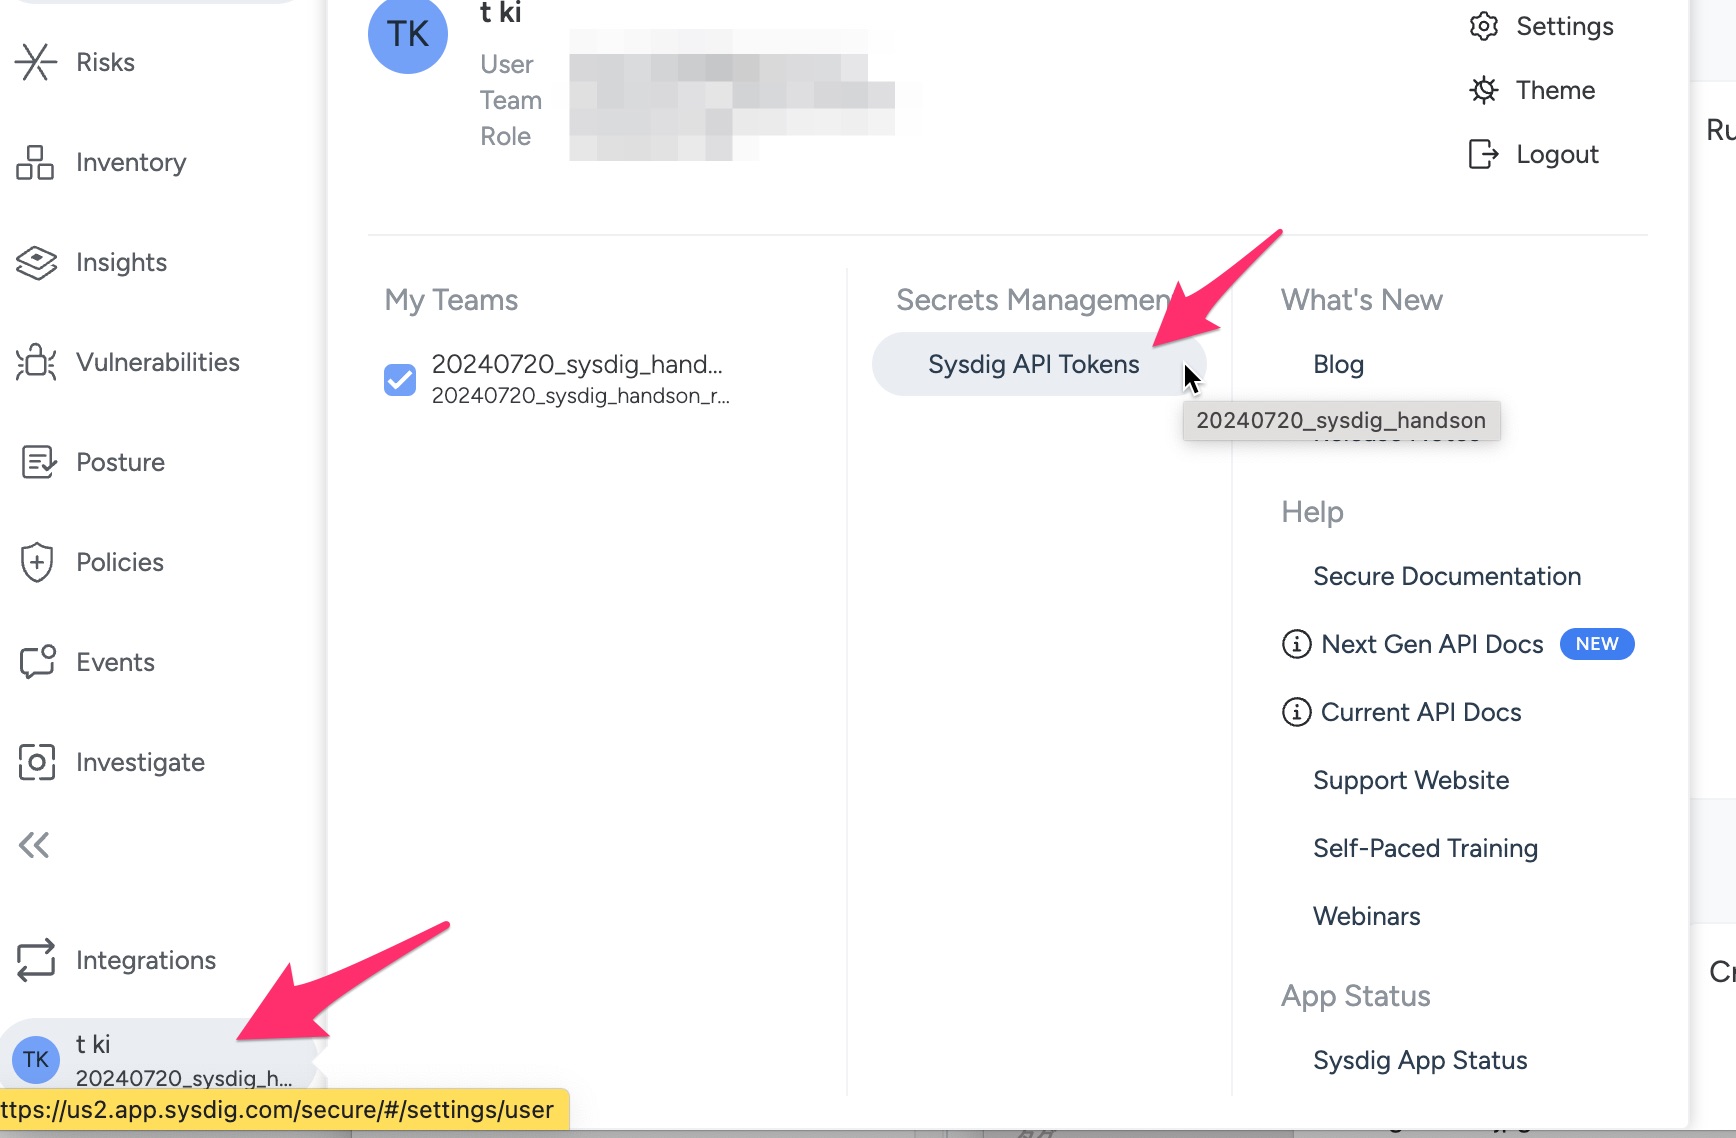 Risks
Inventory
Insights
Vulnerabilities
Posture
Policies
Events
Investigate
Integrations
TK
t ki
20240720_sysdig_h...
ttps://us2.app.sysdig.com/secure/#/settings/user
TK
t ki
User
Team
Role
Settings
Theme
Logout
My Teams
20240720_sysdig_hand...
20240720_sysdig_handson_r...
Secrets Managemen
Sysdig API Tokens
20240720_sysdig_handson
What's New
Blog
Help
Secure Documentation
Next Gen API Docs NEW
Current API Docs
Support Website
Self-Paced Training
Webinars
App Status
Sysdig App Status
Ru